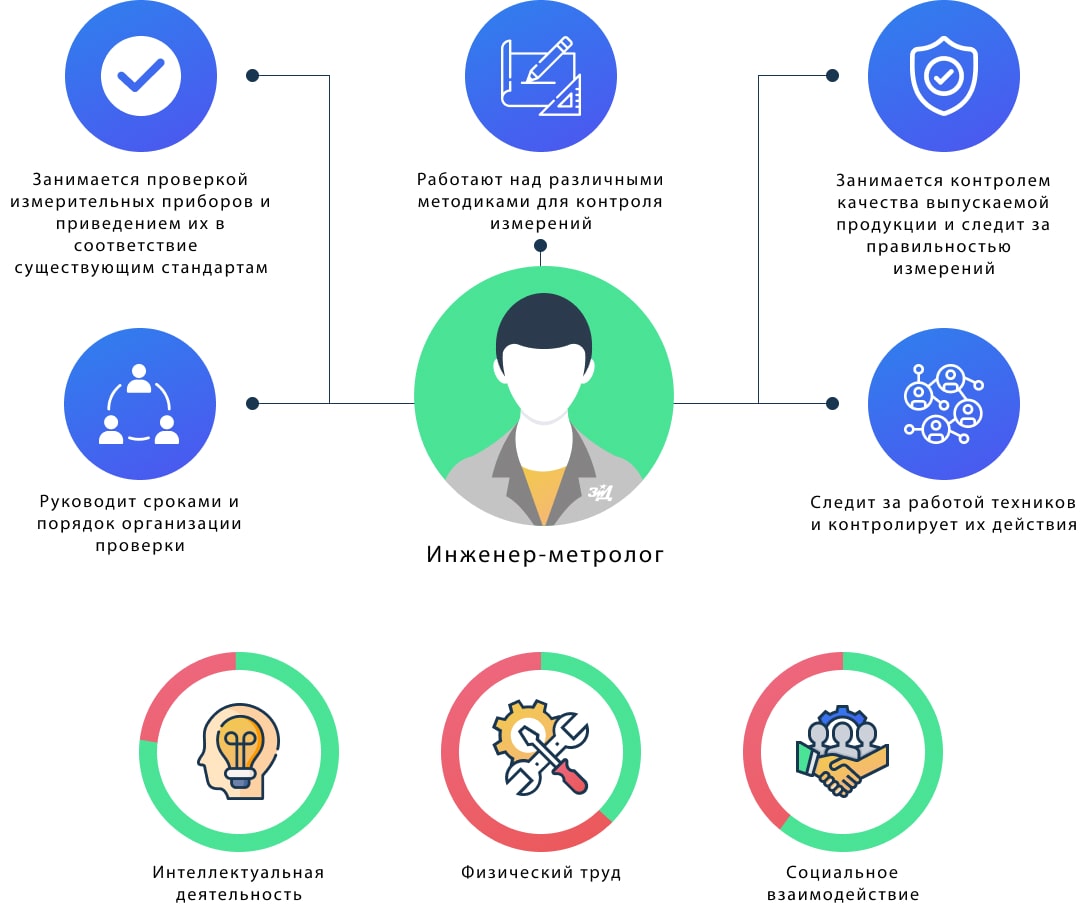 Занимается проверкой
измерительных приборов и
приведением их в
соответствие
существующим стандартам
Работают над различными
методиками для контроля
измерений
Занимается контролем
качества выпускаемой
продукции и следит за
правильностью
измерений
Руководит сроками и
порядок организации
проверки
Инженер-метролог
Следит за работой техников
и контролирует их действия
Интеллектуальная
деятельность
Физический труд
Социальное
взаимодействие